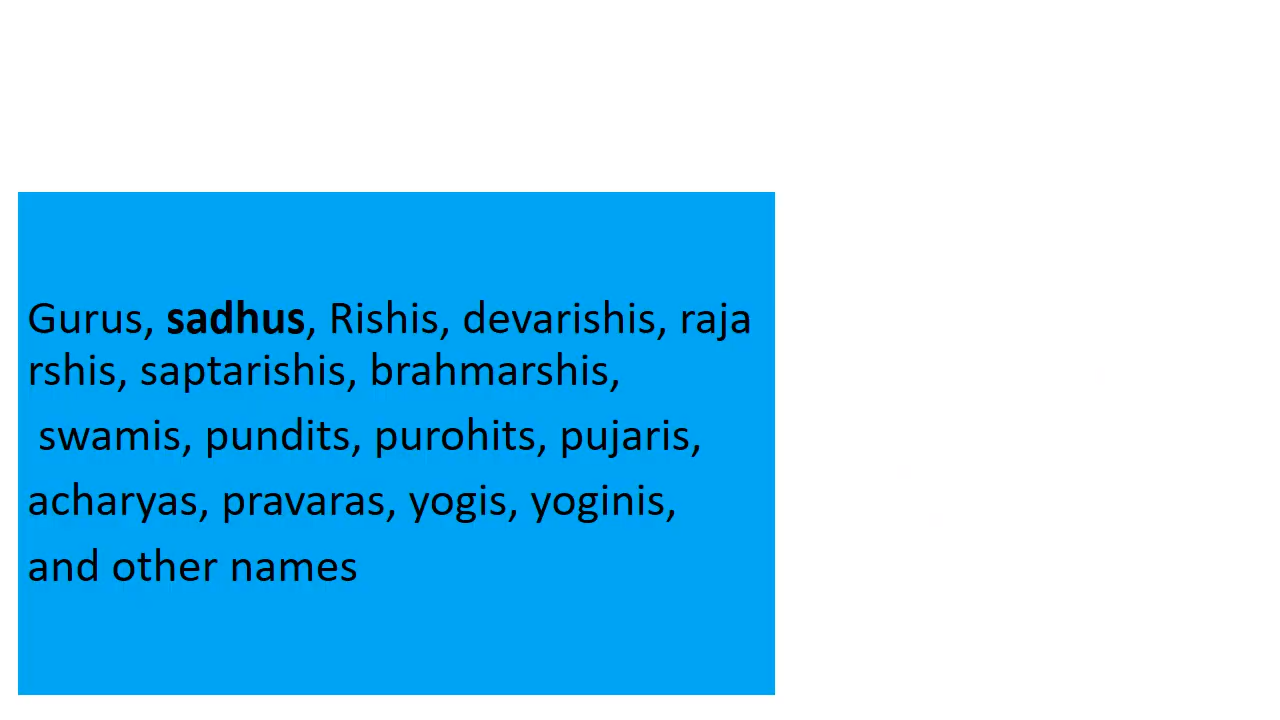 Gurus, sadhus, Rishis, devarishis, raja
rshis, saptarishis, brahmarshis,
swamis, pundits, purohits, pujaris,
acharyas, pravaras, yogis, yoginis,
and other names